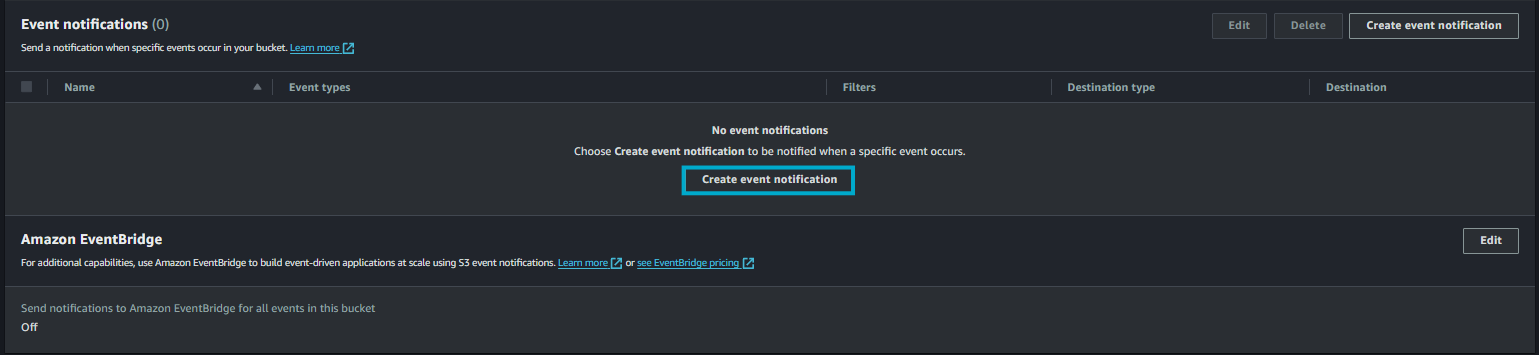 Event notifications (0)
Edit
Delete
Create event notification
Send a notification when specific events occur in your bucket. Learn more
Name
Event types
Filters
Destination type
Destination
No event notifications
Choose Create event notification to be notified when a specific event occurs.
Create event notification
Amazon EventBridge
Edit
For additional capabilities, use Amazon EventBridge to build event-driven applications at scale using S3 event notifications. Learn more or see EventBridge pricing
Send notifications to Amazon EventBridge for all events in this bucket
Off